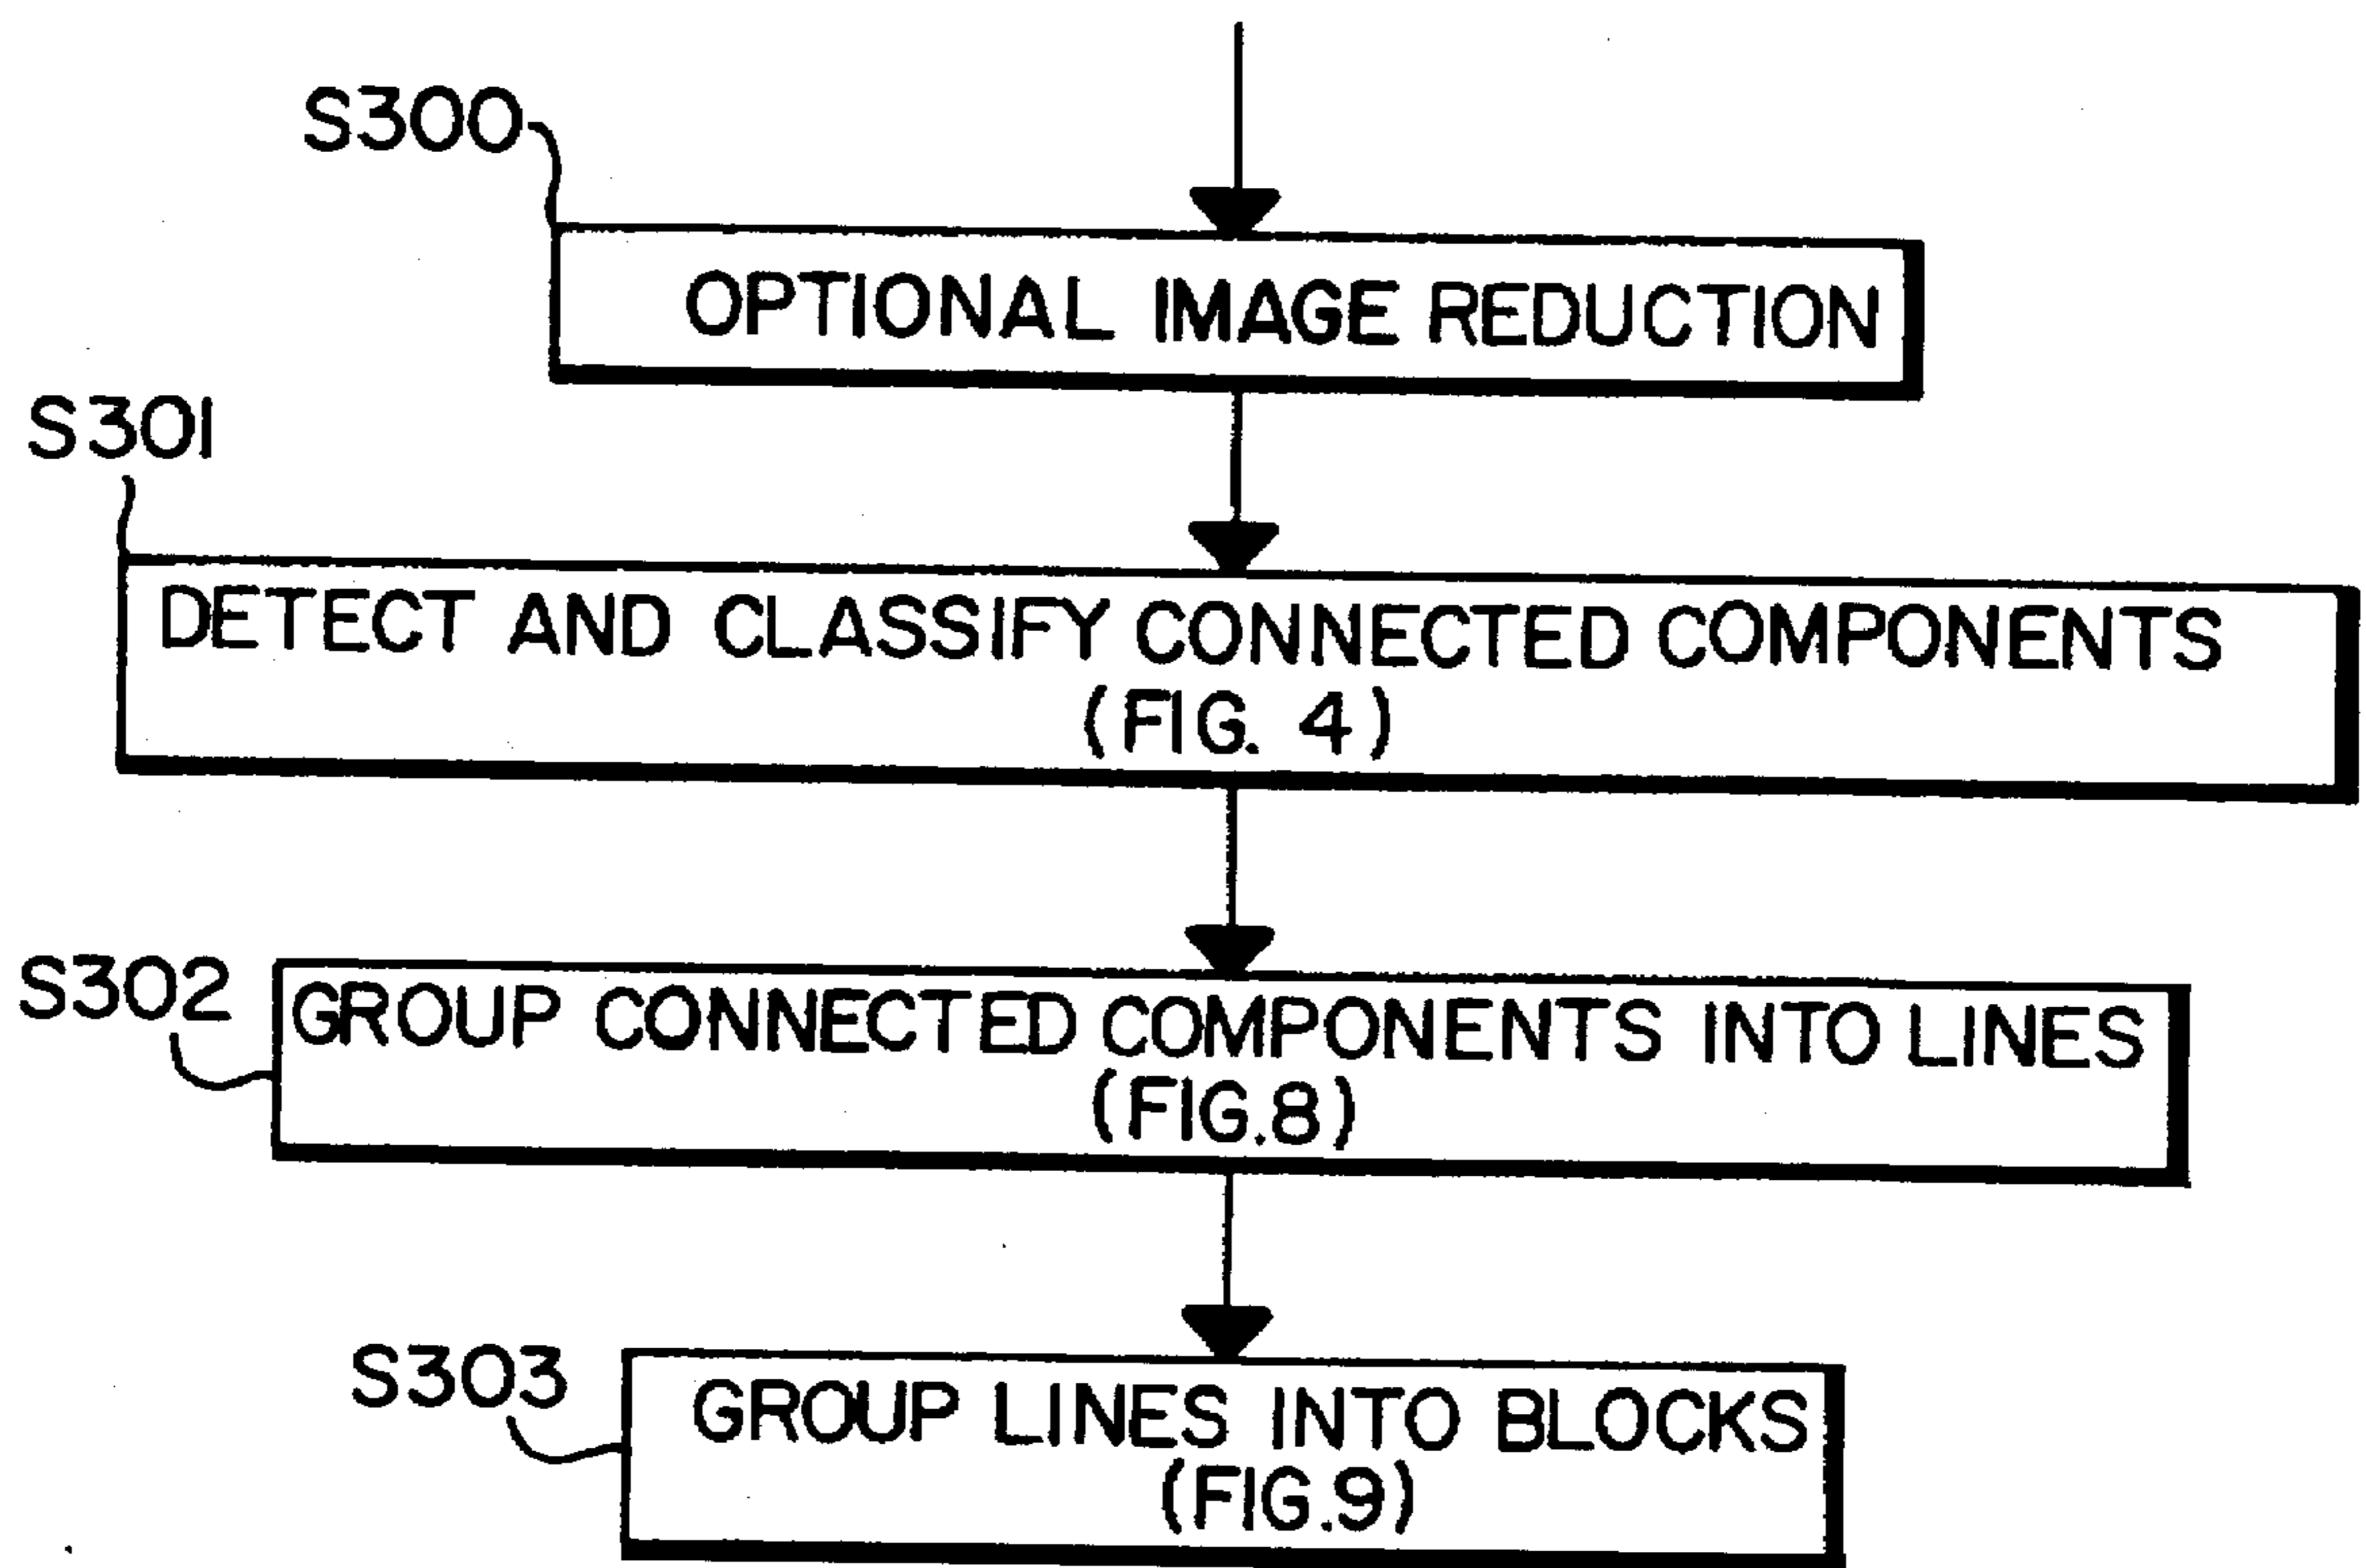 S300
OPTIONAL IMAGE REDUCTION
S301
DETECT AND CLASSIFY CONNECTED COMPONENTS
(FIG. 4)
S302
GROUP CONNECTED COMPONENTS INTO LINES
(FIG.8)
S303
GROUP LINES INTO BLOCKS
(FIG.9)